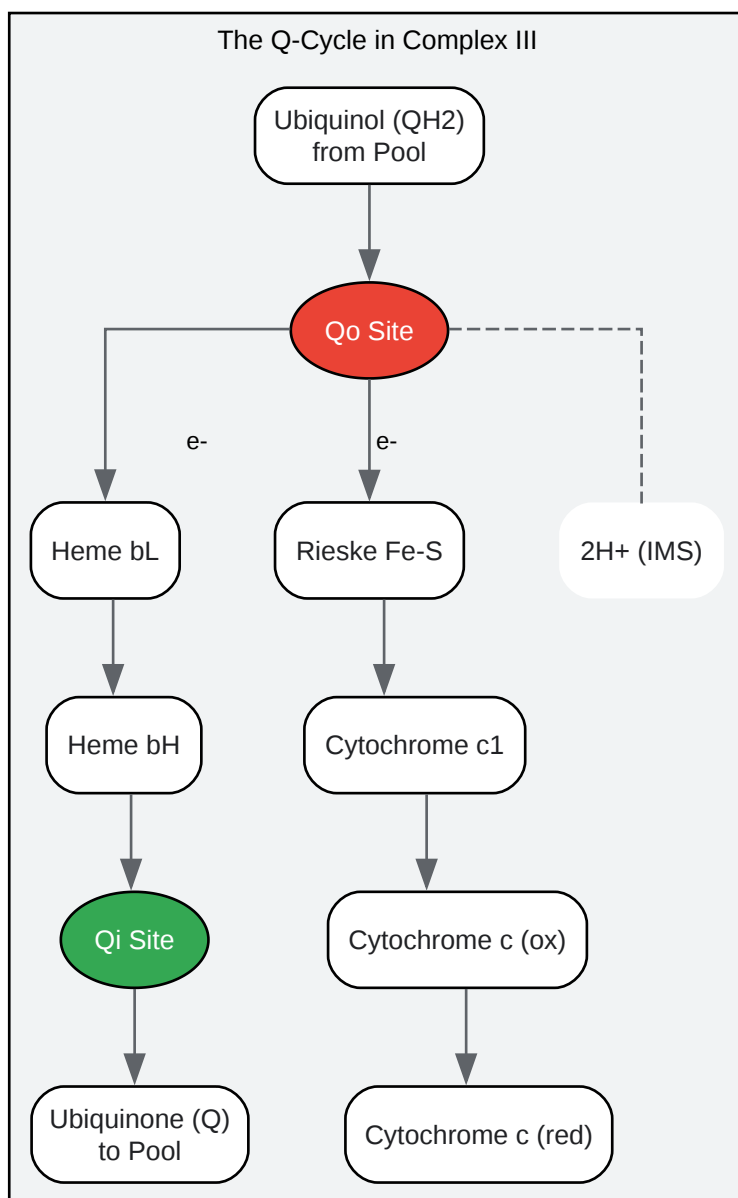 The Q-Cycle in Complex III
Ubiquinol (QH2)
from Pool
Qo Site
e-
e-
Heme bL
Rieske Fe-S
2H+ (IMS)
Heme bH
Cytochrome c1
Qi Site
Cytochrome c (ox)
Ubiquinone (Q)
to Pool
Cytochrome c (red)